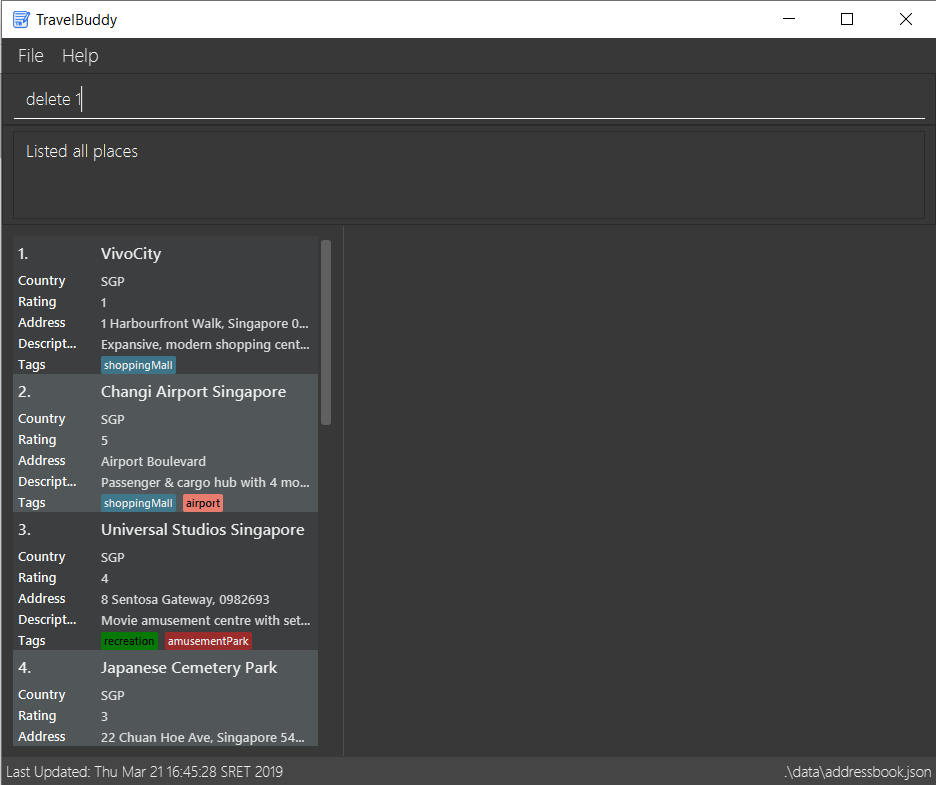 TravelBuddy
File Help
delete 1
Listed all places
1. VivoCity
Country SGP
Rating 1
Address 1 Harbourfront Walk, Singapore 0...
Descript... Expansive, modern shopping cent...
Tags shoppingMall
2. Changi Airport Singapore
Country SGP
Rating 5
Address Airport Boulevard
Descript... Passenger & cargo hub with 4 mo...
Tags shoppingMall airport
3. Universal Studios Singapore
Country SGP
Rating 4
Address 8 Sentosa Gateway, 0982693
Descript... Movie amusement centre with set...
Tags recreation amusementPark
4. Japanese Cemetery Park
Country SGP
Rating 3
Address 22 Chuan Hoe Ave, Singapore 54...
Last Updated: Thu Mar 21 16:45:28 SRET 2019 .\data\addressbook.json